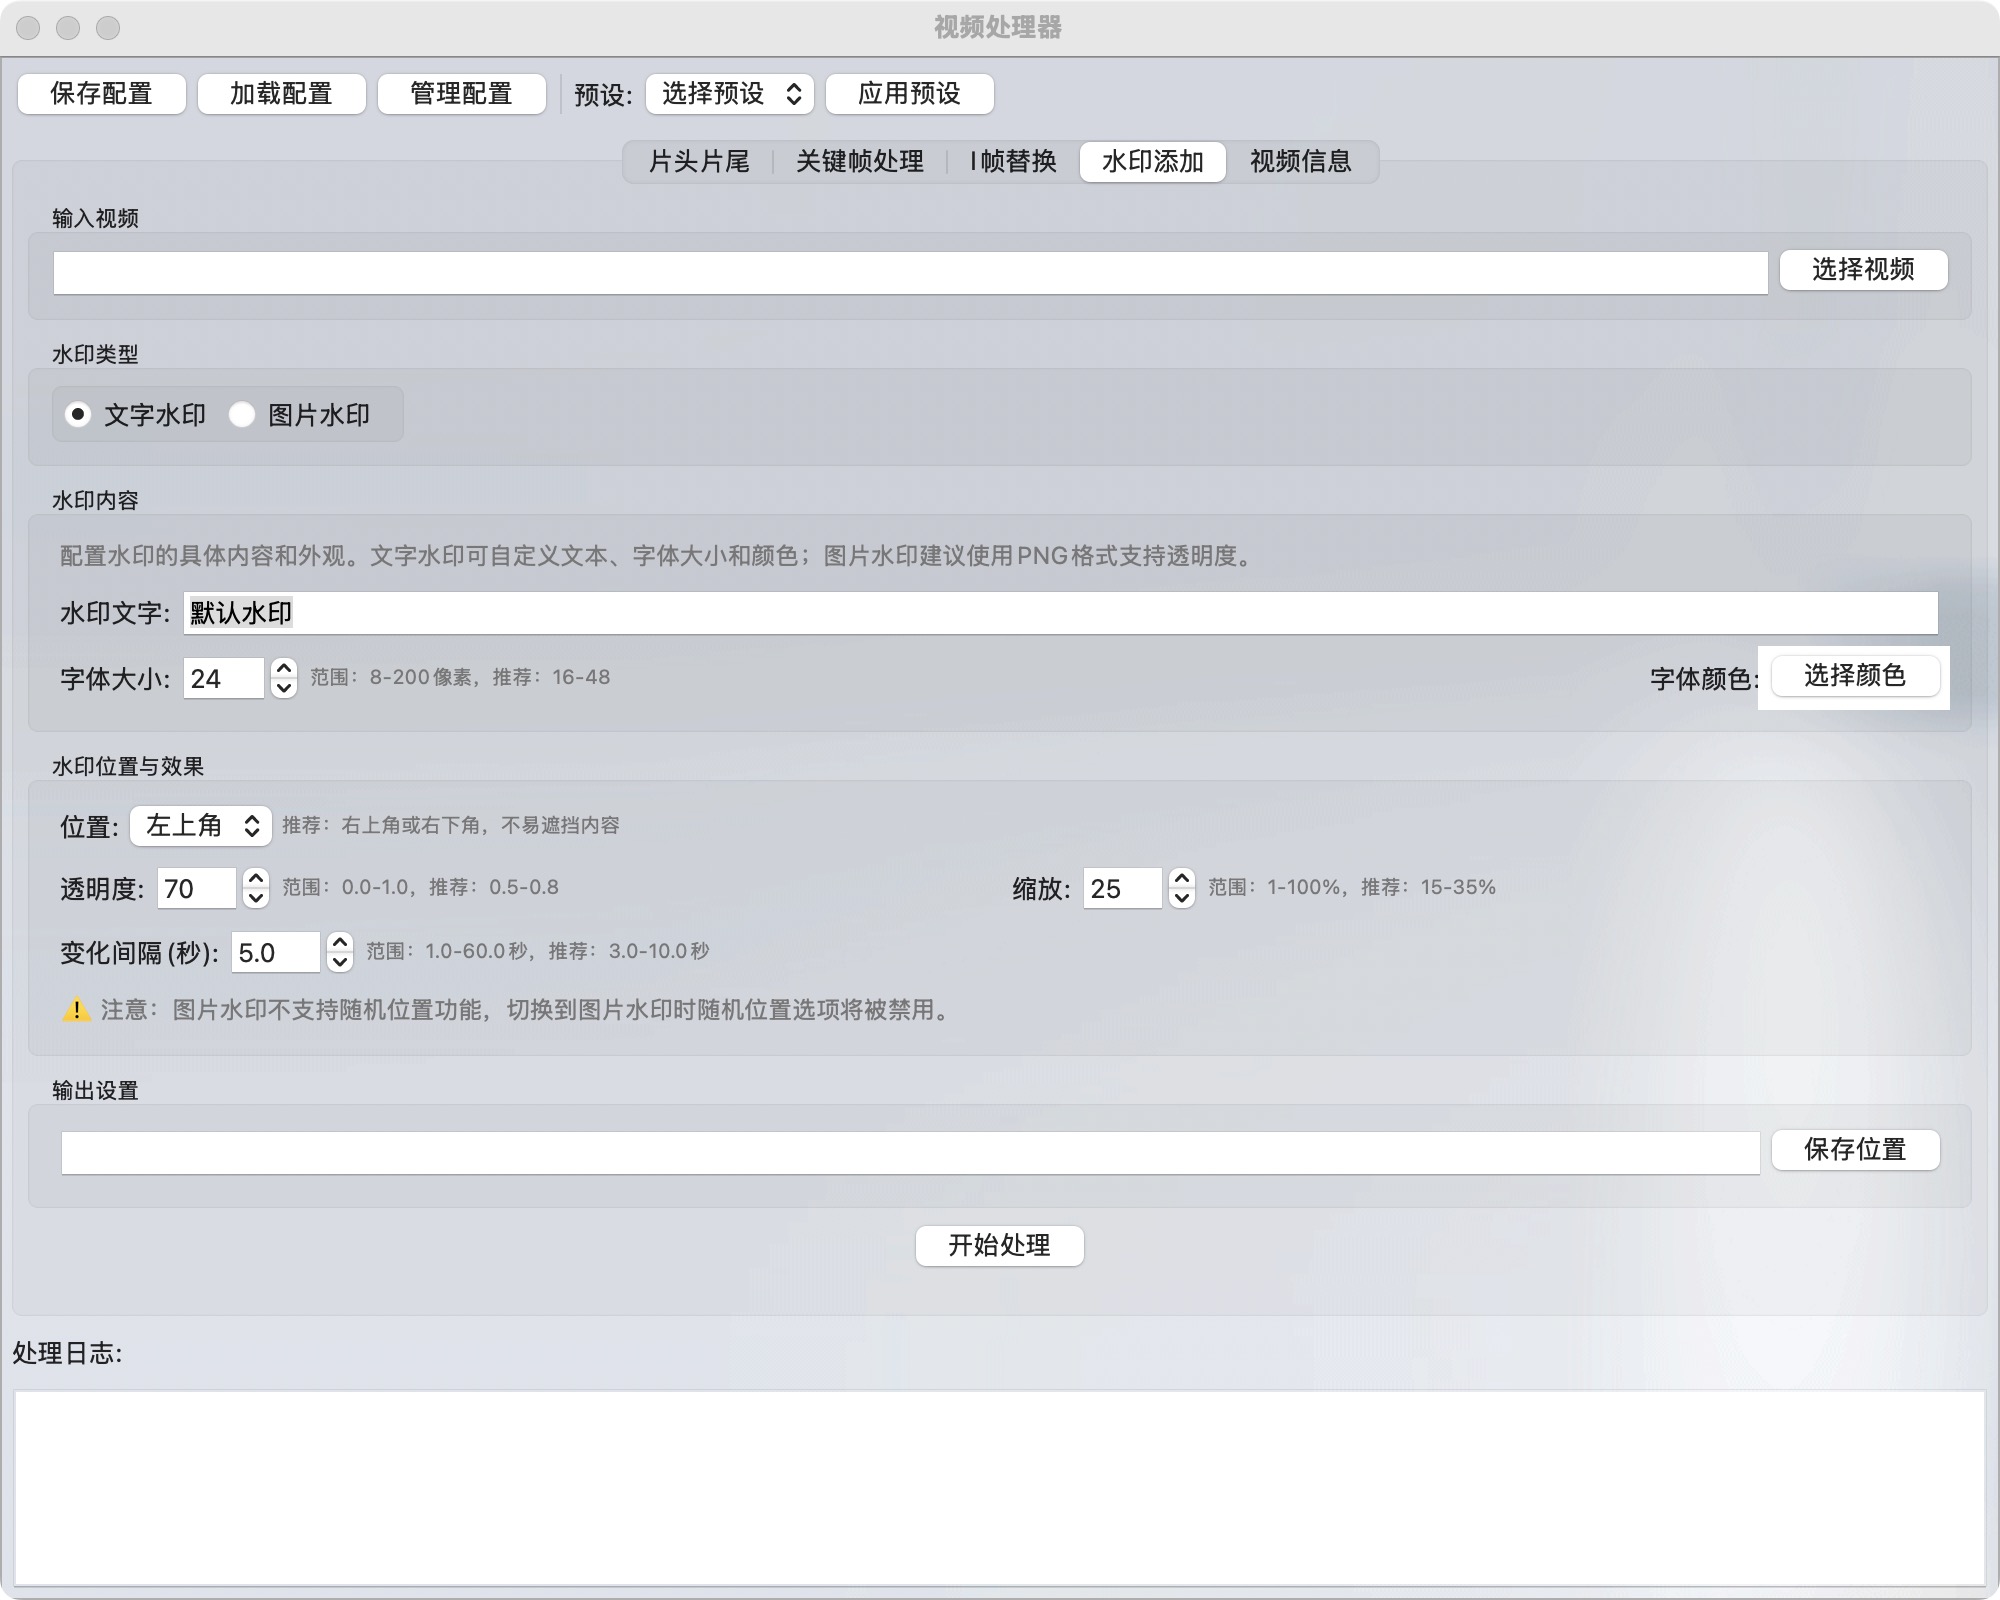 视频处理器
保存配置 加载配置 管理配置 预设: 选择预设 应用预设
片头片尾 关键帧处理 I帧替换 水印添加 视频信息
输入视频
选择视频
水印类型
文字水印 图片水印
水印内容
配置水印的具体内容和外观。文字水印可自定义文本、字体大小和颜色；图片水印建议使用PNG格式支持透明度。
水印文字: 默认水印
字体大小: 24 范围：8-200像素，推荐：16-48 字体颜色: 选择颜色
水印位置与效果
位置: 左上角 推荐：右上角或右下角，不易遮挡内容
透明度: 70 范围：0.0-1.0，推荐：0.5-0.8 缩放: 25 范围：1-100%，推荐：15-35%
变化间隔(秒): 5.0 范围：1.0-60.0秒，推荐：3.0-10.0秒
⚠️ 注意：图片水印不支持随机位置功能，切换到图片水印时随机位置选项将被禁用。
输出设置
保存位置
开始处理
处理日志: